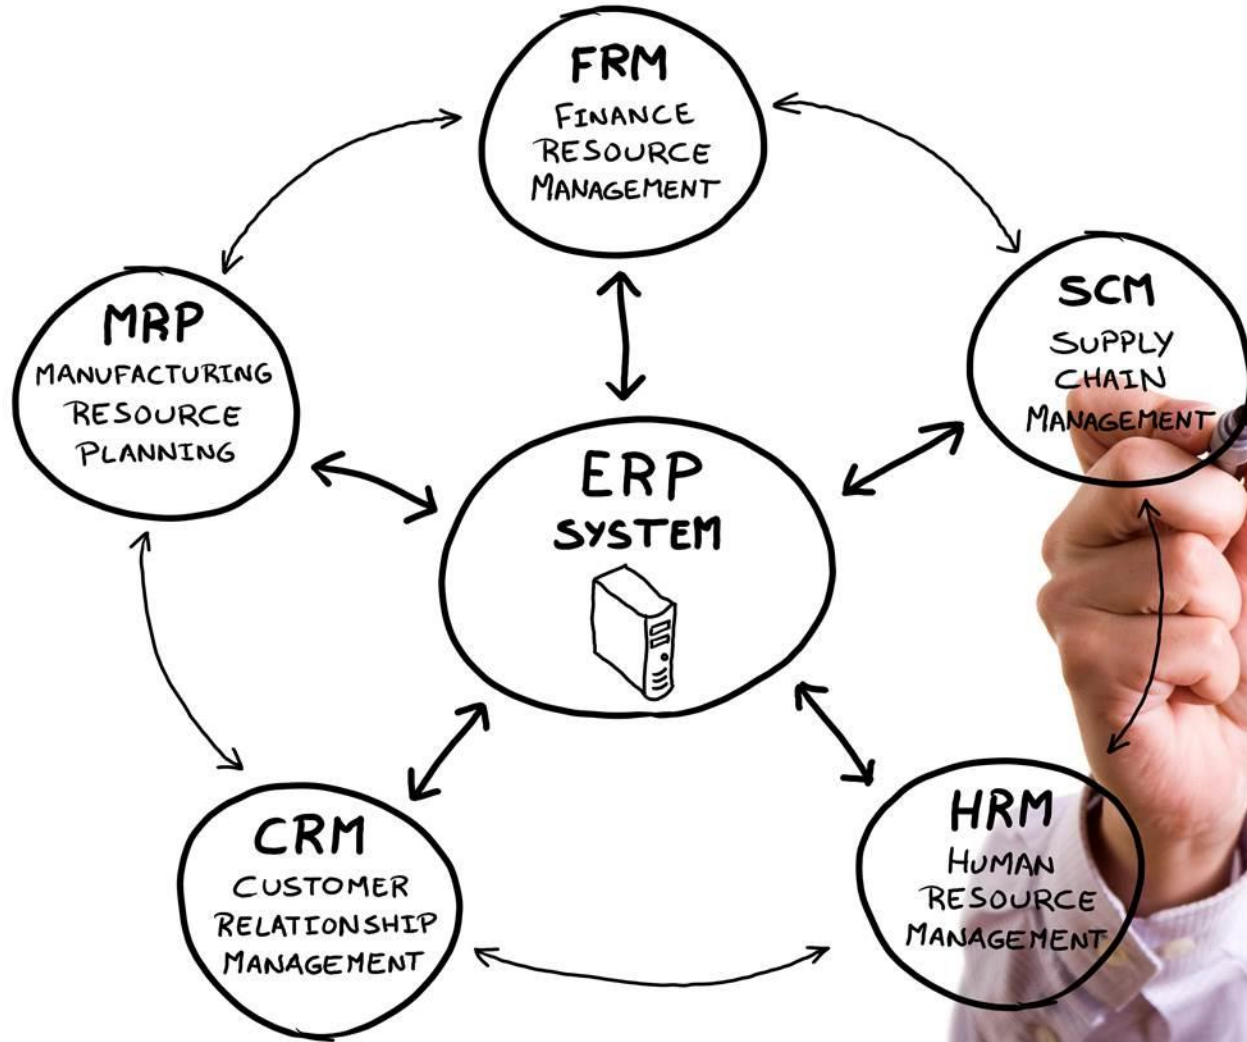 FRM
FINANCE
RESOURCE
MANAGEMENT
SCM
SUPPLY
CHAIN
MANAGEMENT
MRP
MANUFACTURING
RESOURCE
PLANNING
ERP
SYSTEM
CRM
CUSTOMER
RELATIONSHIP
MANAGEMENT
HRM
HUMAN
RESOURCE
MANAGEMENT